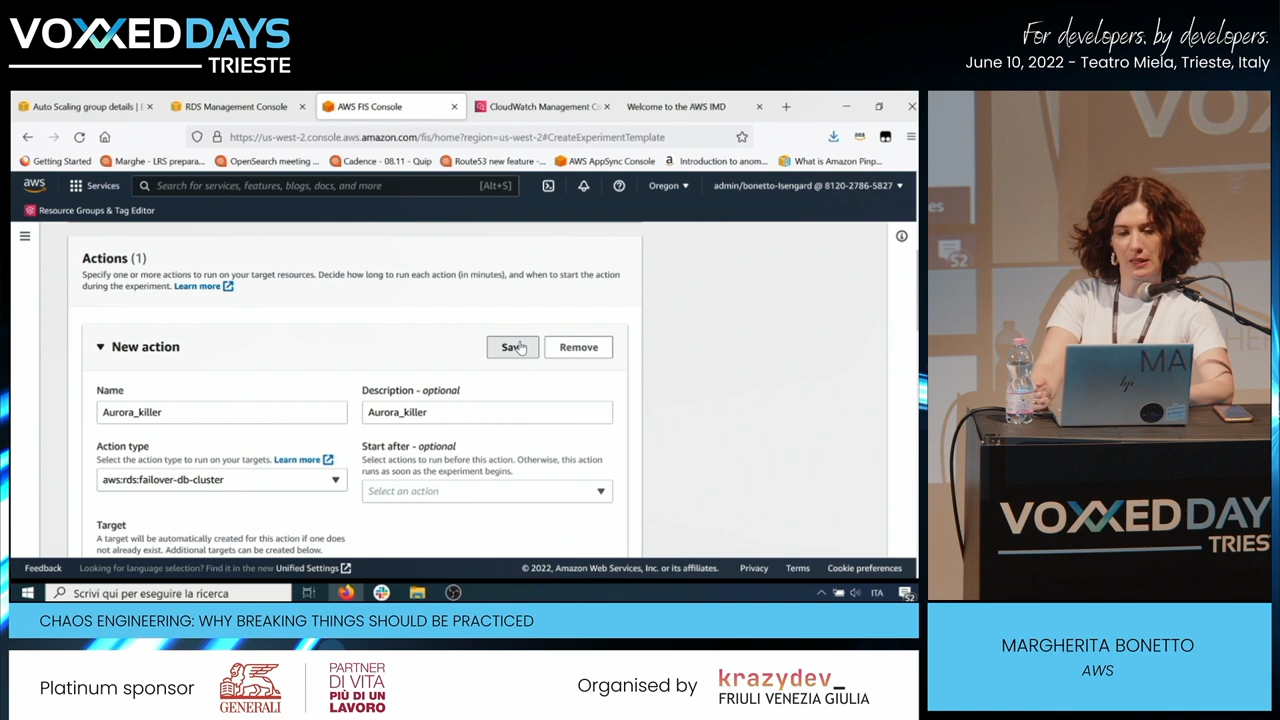 VOXXEDDAYS
TRIESTE
For developers, by developers.
June 10, 2022 - Teatro Miela, Trieste, Italy
Auto Scaling group details | E
RDS Management Console
AWS FIS Console
CloudWatch Management Co
Welcome to the AWS IMD
https://us-west-2.console.aws.amazon.com/fis/home?region=us-west-2#CreateExperimentTemplate
Getting Started
Marghe - LRS prepara...
OpenSearch meeting ...
Cadence - 08.11 - Quip
Route53 new feature -...
AWS AppSync Console
Introduction to anom...
What is Amazon Pinp...
aws
Services
Search for services, features, blogs, docs, and more
[Alt+S]
Oregon
admin/bonetto-Isengard @ 8120-2786-5827
Resource Groups & Tag Editor
Actions (1)
Specify one or more actions to run on your target resources. Decide how long to run each action (in minutes), and when to start the action
during the experiment. Learn more
New action
Save
Remove
Name
Description - optional
Aurora_killer
Aurora_killer
Action type
Select the action type to run on your targets. Learn more
aws:rds:failover-db-cluster
Start after - optional
Select actions to run before this action. Otherwise, this action
runs as soon as the experiment begins.
Select an action
Target
A target will be automatically created for this action if one does
not already exist. Additional targets can be created below.
Feedback
Looking for language selection? Find it in the new Unified Settings
© 2022, Amazon Web Services, Inc. or its affiliates.
Privacy
Terms
Cookie preferences
Scrivi qui per eseguire la ricerca
ITA
52
VO
es
52
MA
hp
VOXXEDDAY
TRIES
CHAOS ENGINEERING: WHY BREAKING THINGS SHOULD BE PRACTICED
MARGHERITA BONETTO
AWS
Platinum sponsor
GENERALI
PARTNER
DI VITA
PIÙ DI UN
LAVORO
Organised by
krazydev_
FRIULI VENEZIA GIULIA